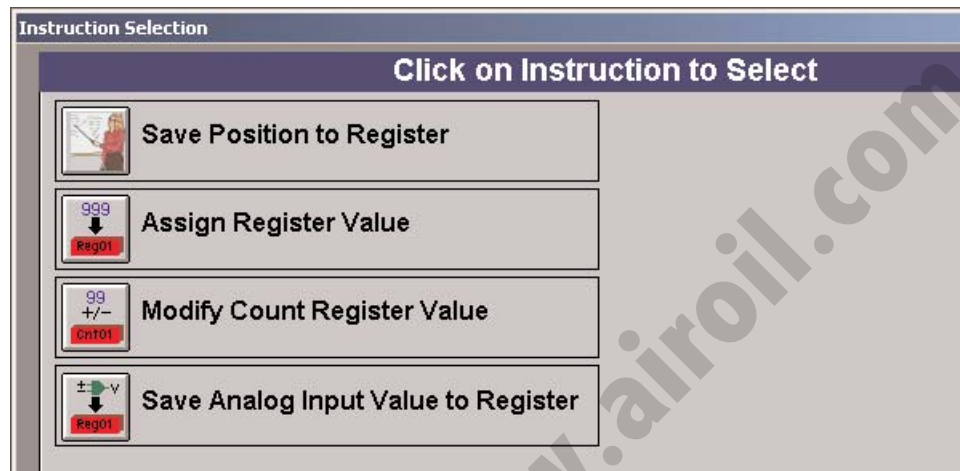 Instruction Selection
Click on Instruction to Select
Save Position to Register
999
Reg01
Assign Register Value
99
+/-
Cnt01
Modify Count Register Value
± V
Reg01
Save Analog Input Value to Register
.airoil.com